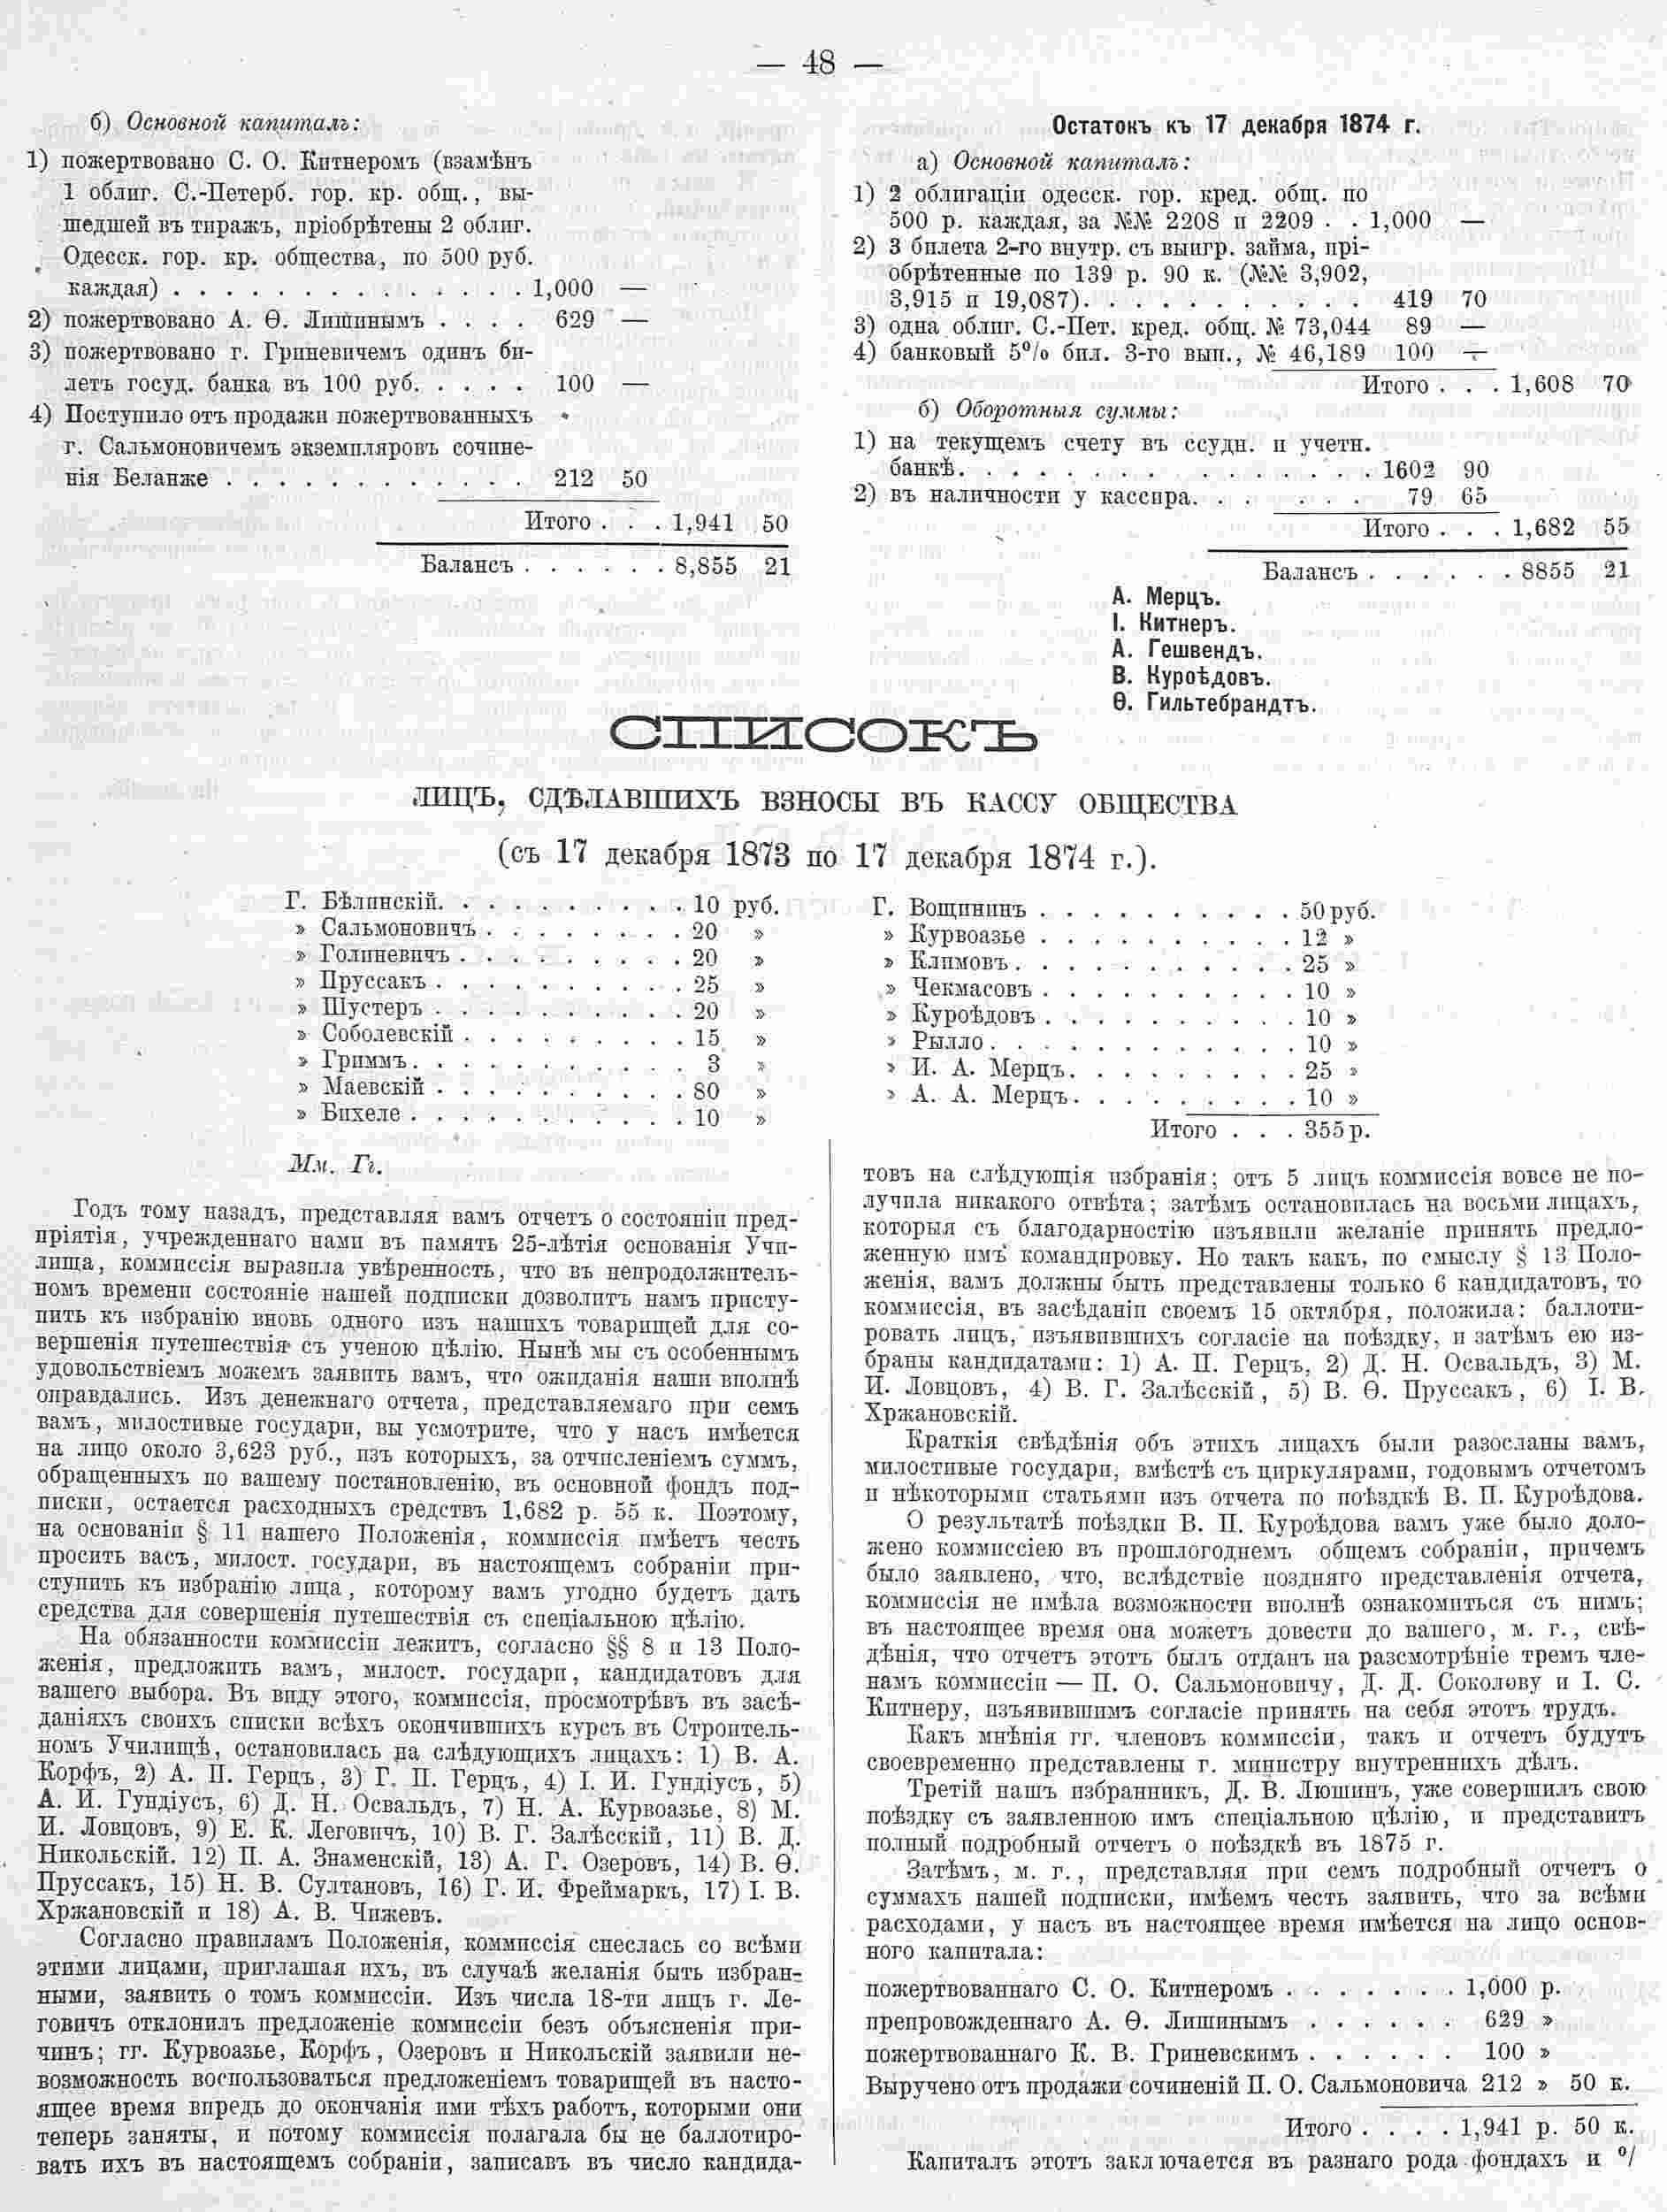 — 48 —
б) Основной капиталъ:
1) пожертвовано С. О. Китнеромъ (взамѣнъ
1 облиг. С.-Петерб. гор. кр. общ., вы-
шедшей въ тиражъ, пріобрѣтены 2 облиг.
Одесск. гор. кр. общества, по 500 руб.
каждая) . . . . . . . . . . . . . . . 1,000 —
2) пожертвовано А. Ѳ. Лишинымъ . . . . 629 —
3) пожертвовано г. Гриневичемъ одинъ би-
летъ госуд. банка въ 100 руб. . . . . 100 —
4) Поступило отъ продажи пожертвованныхъ
г. Сальмоновичемъ экземпляровъ сочине-
нія Беланже . . . . . . . . . . . . 212 50
Итого . . . 1,941 50
Балансъ . . . . . . 8,855 21
Остатокъ къ 17 декабря 1874 г.
а) Основной капиталъ:
1) 2 облигаціи одесск. гор. кред. общ. по
500 р. каждая, за №№ 2208 и 2209 . . 1,000 —
2) 3 билета 2-го внутр. съ выигр. займа, прі-
обрѣтенные по 139 р. 90 к. (№№ 3,902,
3,915 и 19,087). . . . . . . . . . . 419 70
3) одна облиг. С.-Пет. кред. общ. № 73,044 89 —
4) банковый 5% бил. 3-го вып., № 46,189 100 —
Итого . . . 1,608 70
б) Оборотныя суммы:
1) на текущемъ счету въ ссудн. и учетн.
банкѣ. . . . . . . . . . . . . . . 1602 90
2) въ наличности у кассира. . . . . . 79 65
Итого . . . 1,682 55
Балансъ . . . . . . 8855 21
А. Мерцъ.
І. Китнеръ.
А. Гешвендъ.
В. Куроѣдовъ.
Ѳ. Гильтебрандтъ.
СПИСОКЪ
ЛИЦЪ, СДѢЛАВШИХЪ ВЗНОСЫ ВЪ КАССУ ОБЩЕСТВА
(съ 17 декабря 1873 по 17 декабря 1874 г.).
Г. Бѣлинскій. . . . . . . . . . 10 руб.
» Сальмоновичъ . . . . . . . . 20 »
» Голиневичъ . . . . . . . . . 20 »
» Пруссакъ . . . . . . . . . . 25 »
» Шустеръ . . . . . . . . . . 20 »
» Соболевскій . . . . . . . . . 15 »
» Гриммъ. . . . . . . . . . . 3 »
» Маевскій . . . . . . . . . . 80 »
» Бихеле . . . . . . . . . . . 10 »
Г. Вощининъ . . . . . . . . . . 50 руб.
» Курвоазье . . . . . . . . . . 12 »
» Климовъ. . . . . . . . . . . 25 »
» Чекмасовъ . . . . . . . . . . 10 »
» Куроѣдовъ . . . . . . . . . . 10 »
» Рылло. . . . . . . . . . . . 10 »
» И. А. Мерцъ. . . . . . . . . 25 »
» А. А. Мерцъ. . . . . . . . . 10 »
Итого . . . 355 р.
Мм. Гг.
Годъ тому назадъ, представляя вамъ отчетъ о состояніи пред-
пріятія, учрежденнаго нами въ память 25-лѣтія основанія Учи-
лища, коммиссія выразила увѣренность, что въ непродолжитель-
номъ времени состояніе нашей подписки дозволитъ намъ присту-
пить къ избранію вновь одного изъ нашихъ товарищей для со-
вершенія путешествія съ ученою цѣлію. Нынѣ мы съ особеннымъ
удовольствіемъ можемъ заявить вамъ, что ожиданія наши вполнѣ
оправдались. Изъ денежнаго отчета, представляемаго при семъ
вамъ, милостивые государи, вы усмотрите, что у насъ имѣется
на лицо около 3,623 руб., изъ которыхъ, за отчисленіемъ суммъ,
обращенныхъ по вашему постановленію, въ основной фондъ под-
писки, остается расходныхъ средствъ 1,682 р. 55 к. Поэтому,
на основаніи § 11 нашего Положенія, коммиссія имѣетъ честь
просить васъ, милост. государи, въ настоящемъ собраніи при-
ступить къ избранію лица, которому вамъ угодно будетъ дать
средства для совершенія путешествія съ спеціальною цѣлію.
На обязанности коммиссіи лежитъ, согласно §§ 8 и 13 Поло-
женія, предложить вамъ, милост. государи, кандидатовъ для
вашего выбора. Въ виду этого, коммиссія, просмотрѣвъ въ засѣ-
даніяхъ своихъ списки всѣхъ окончившихъ курсъ въ Строитель-
номъ Училищѣ, остановилась на слѣдующихъ лицахъ: 1) В. А.
Корфъ, 2) А. П. Герцъ, 3) Г. П. Герцъ, 4) І. И. Гундіусъ, 5)
А. И. Гундіусъ, 6) Д. Н. Освальдъ, 7) Н. А. Курвоазье, 8) М.
И. Ловцовъ, 9) Е. К. Леговичъ, 10) В. Г. Залѣсскій, 11) В. Д.
Никольскій. 12) П. А. Знаменскій, 13) А. Г. Озеровъ, 14) В. Ѳ.
Пруссакъ, 15) Н. В. Султановъ, 16) Г. И. Фреймаркъ, 17) І. В.
Хржановскій и 18) А. В. Чижевъ.
Согласно правиламъ Положенія, коммиссія снеслась со всѣми
этими лицами, приглашая ихъ, въ случаѣ желанія быть избран-
ными, заявить о томъ коммиссіи. Изъ числа 18-ти лицъ г. Ле-
говичъ отклонилъ предложеніе коммиссіи безъ объясненія при-
чинъ; гг. Курвоазье, Корфъ, Озеровъ и Никольскій заявили не-
возможность воспользоваться предложеніемъ товарищей въ насто-
ящее время впредь до окончанія ими тѣхъ работъ, которыми они
теперь заняты, и потому коммиссія полагала бы не баллотиро-
вать ихъ въ настоящемъ собраніи, записавъ въ число кандида-
товъ на слѣдующія избранія; отъ 5 лицъ коммиссія вовсе не по-
лучила никакого отвѣта; затѣмъ остановилась на восьми лицахъ,
которыя съ благодарностію изъявили желаніе принять предло-
женную имъ командировку. Но такъ какъ, по смыслу § 13 Поло-
женія, вамъ должны быть представлены только 6 кандидатовъ, то
коммиссія, въ засѣданіи своемъ 15 октября, положила: баллоти-
ровать лицъ, изъявившихъ согласіе на поѣздку, и затѣмъ ею из-
браны кандидатами: 1) А. П. Герцъ, 2) Д. Н. Освальдъ, 3) М.
И. Ловцовъ, 4) В. Г. Залѣсскій, 5) В. Ѳ. Пруссакъ, 6) І. В.
Хржановскій.
Краткія свѣдѣнія объ этихъ лицахъ были разосланы вамъ,
милостивые государи, вмѣстѣ съ циркулярами, годовымъ отчетомъ
и нѣкоторыми статьями изъ отчета по поѣздкѣ В. П. Куроѣдова.
О результатѣ поѣздки В. П. Куроѣдова вамъ уже было доло-
жено коммиссіею въ прошлогоднемъ общемъ собраніи, причемъ
было заявлено, что, вслѣдствіе поздняго представленія отчета,
коммиссія не имѣла возможности вполнѣ ознакомиться съ нимъ;
въ настоящее время она можетъ довести до вашего, м. г., свѣ-
дѣнія, что отчетъ этотъ былъ отданъ на разсмотрѣніе тремъ чле-
намъ коммиссіи — П. О. Сальмоновичу, Д. Д. Соколову и І. С.
Китнеру, изъявившимъ согласіе принять на себя этотъ трудъ.
Какъ мнѣнія гг. членовъ коммиссіи, такъ и отчетъ будутъ
своевременно представлены г. министру внутреннихъ дѣлъ.
Третій нашъ избранникъ, Д. В. Люшинъ, уже совершилъ свою
поѣздку съ заявленною имъ спеціальною цѣлію, и представитъ
полный подробный отчетъ о поѣздкѣ въ 1875 г.
Затѣмъ, м. г., представляя при семъ подробный отчетъ о
суммахъ нашей подписки, имѣемъ честь заявить, что за всѣми
расходами, у насъ въ настоящее время имѣется на лицо основ-
ного капитала:
пожертвованнаго С. О. Китнеромъ . . . . . . . 1,000 р.
препровожденнаго А. Ѳ. Лишинымъ . . . . . . 629 »
пожертвованнаго К. В. Гриневскимъ . . . . . . 100 »
Выручено отъ продажи сочиненій П. О. Сальмоновича 212 » 50 к.
Итого . . . . 1,941 р. 50 к.
Капиталъ этотъ заключается въ разнаго рода фондахъ и %/